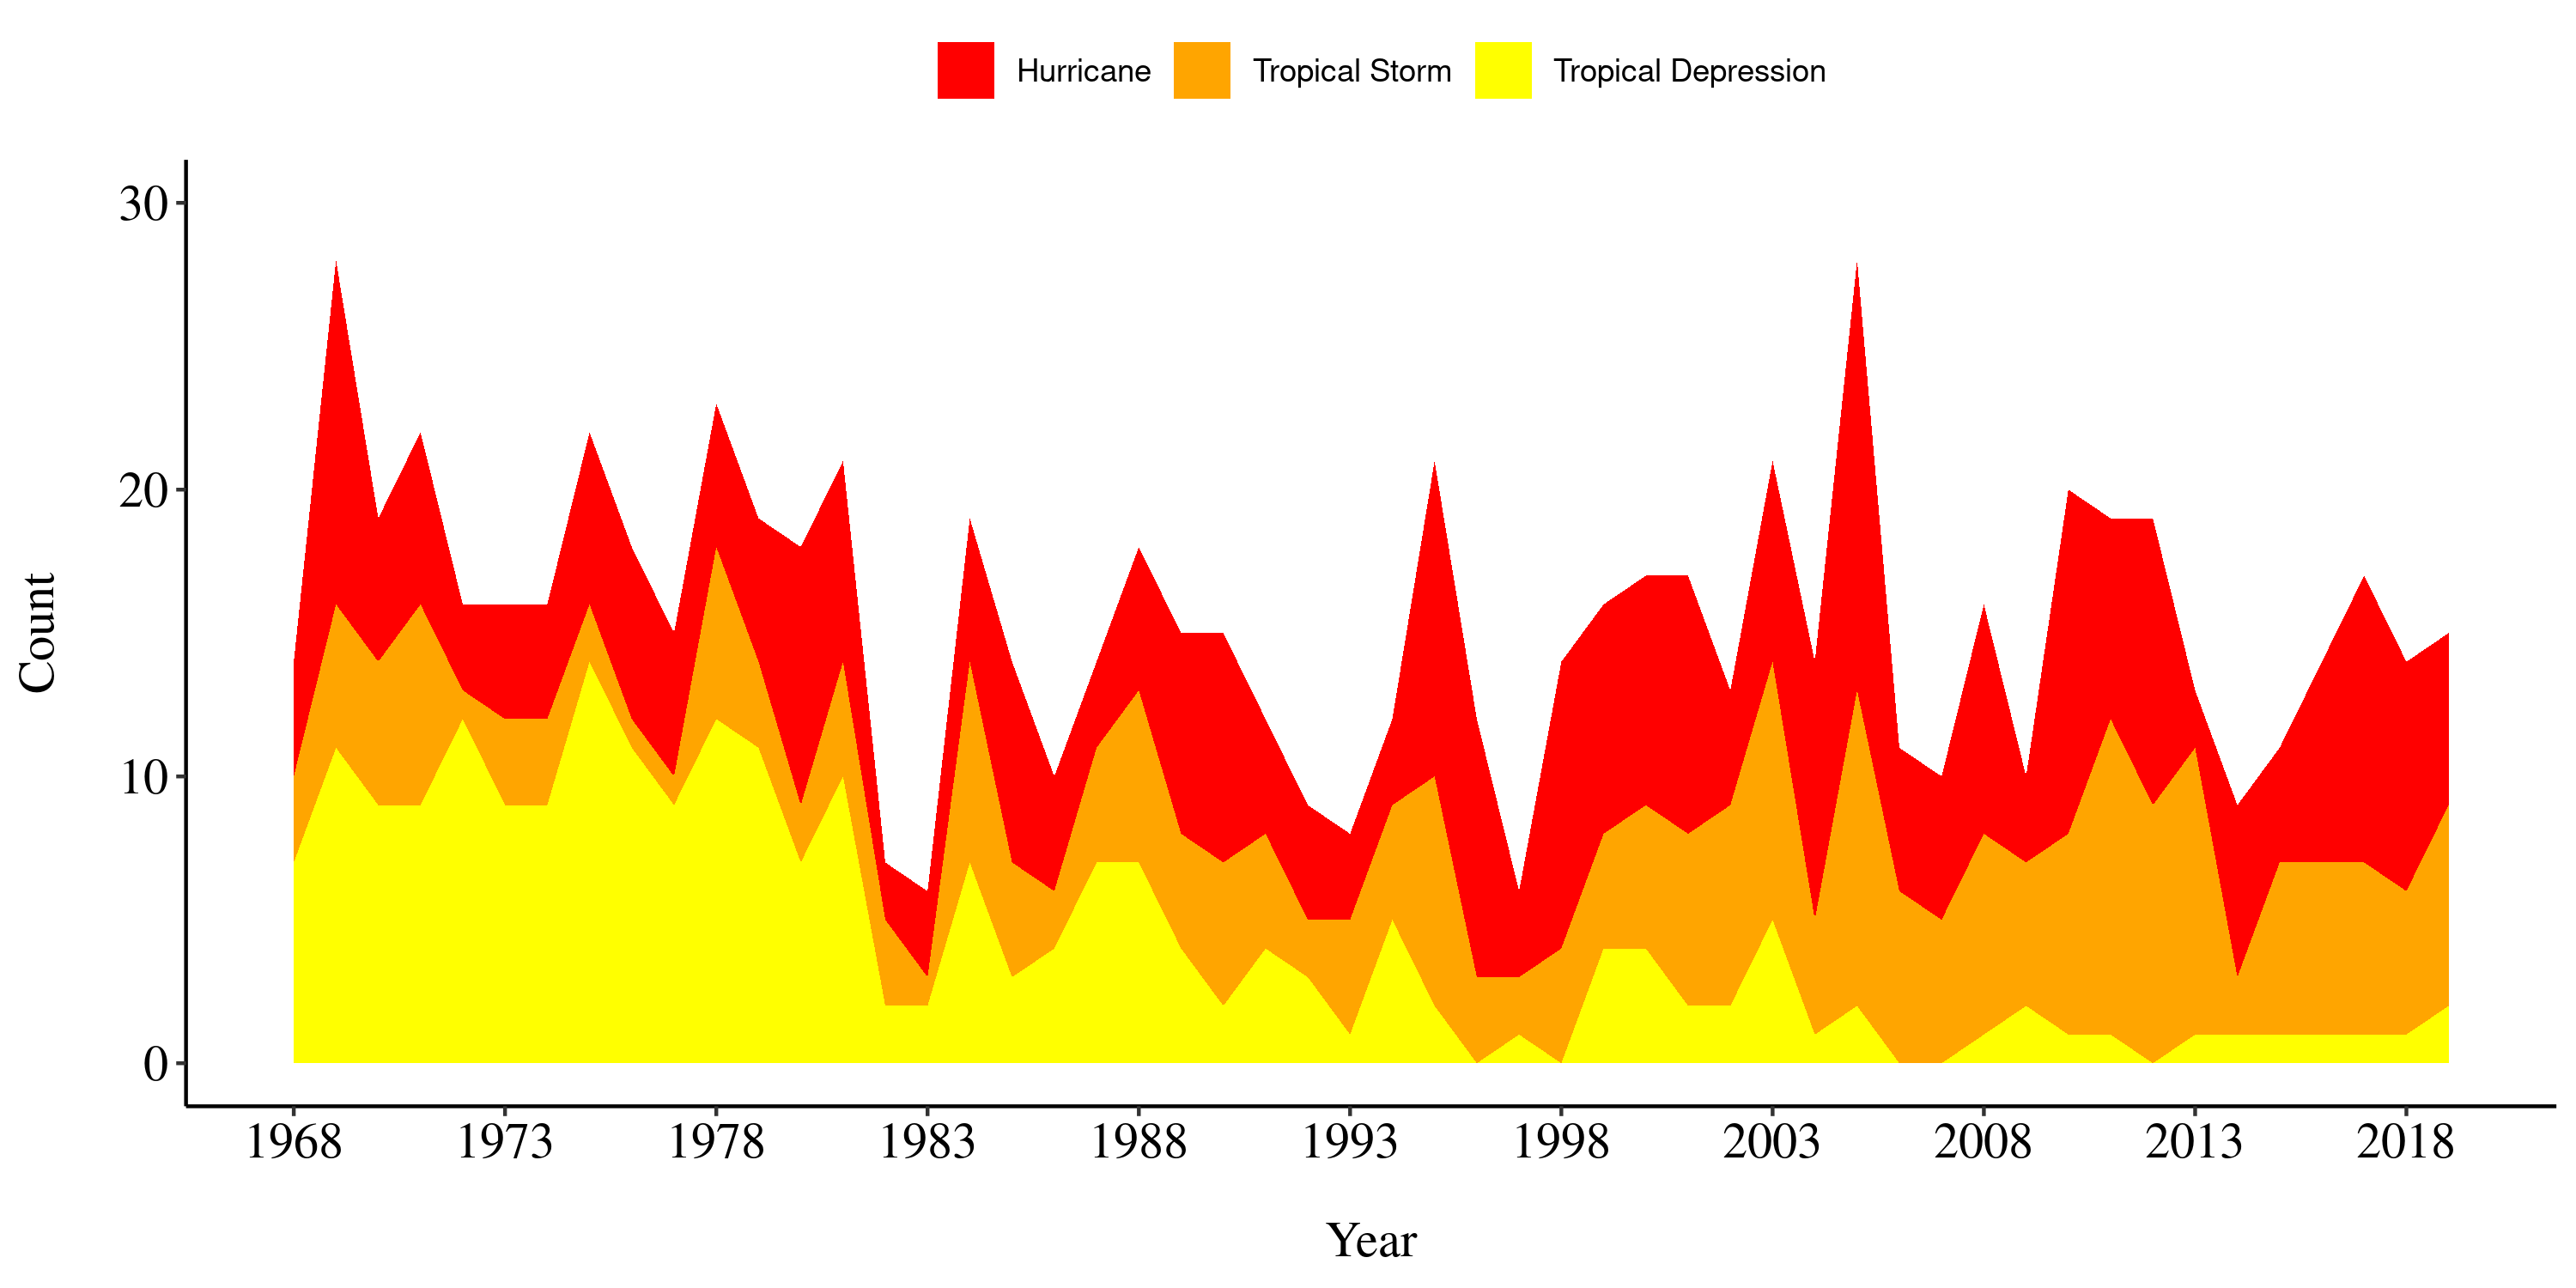 Hurricane Tropical Storm Tropical Depression
30
20
10
0
Count
1968 1973 1978 1983 1988 1993 1998 2003 2008 2013 2018
Year